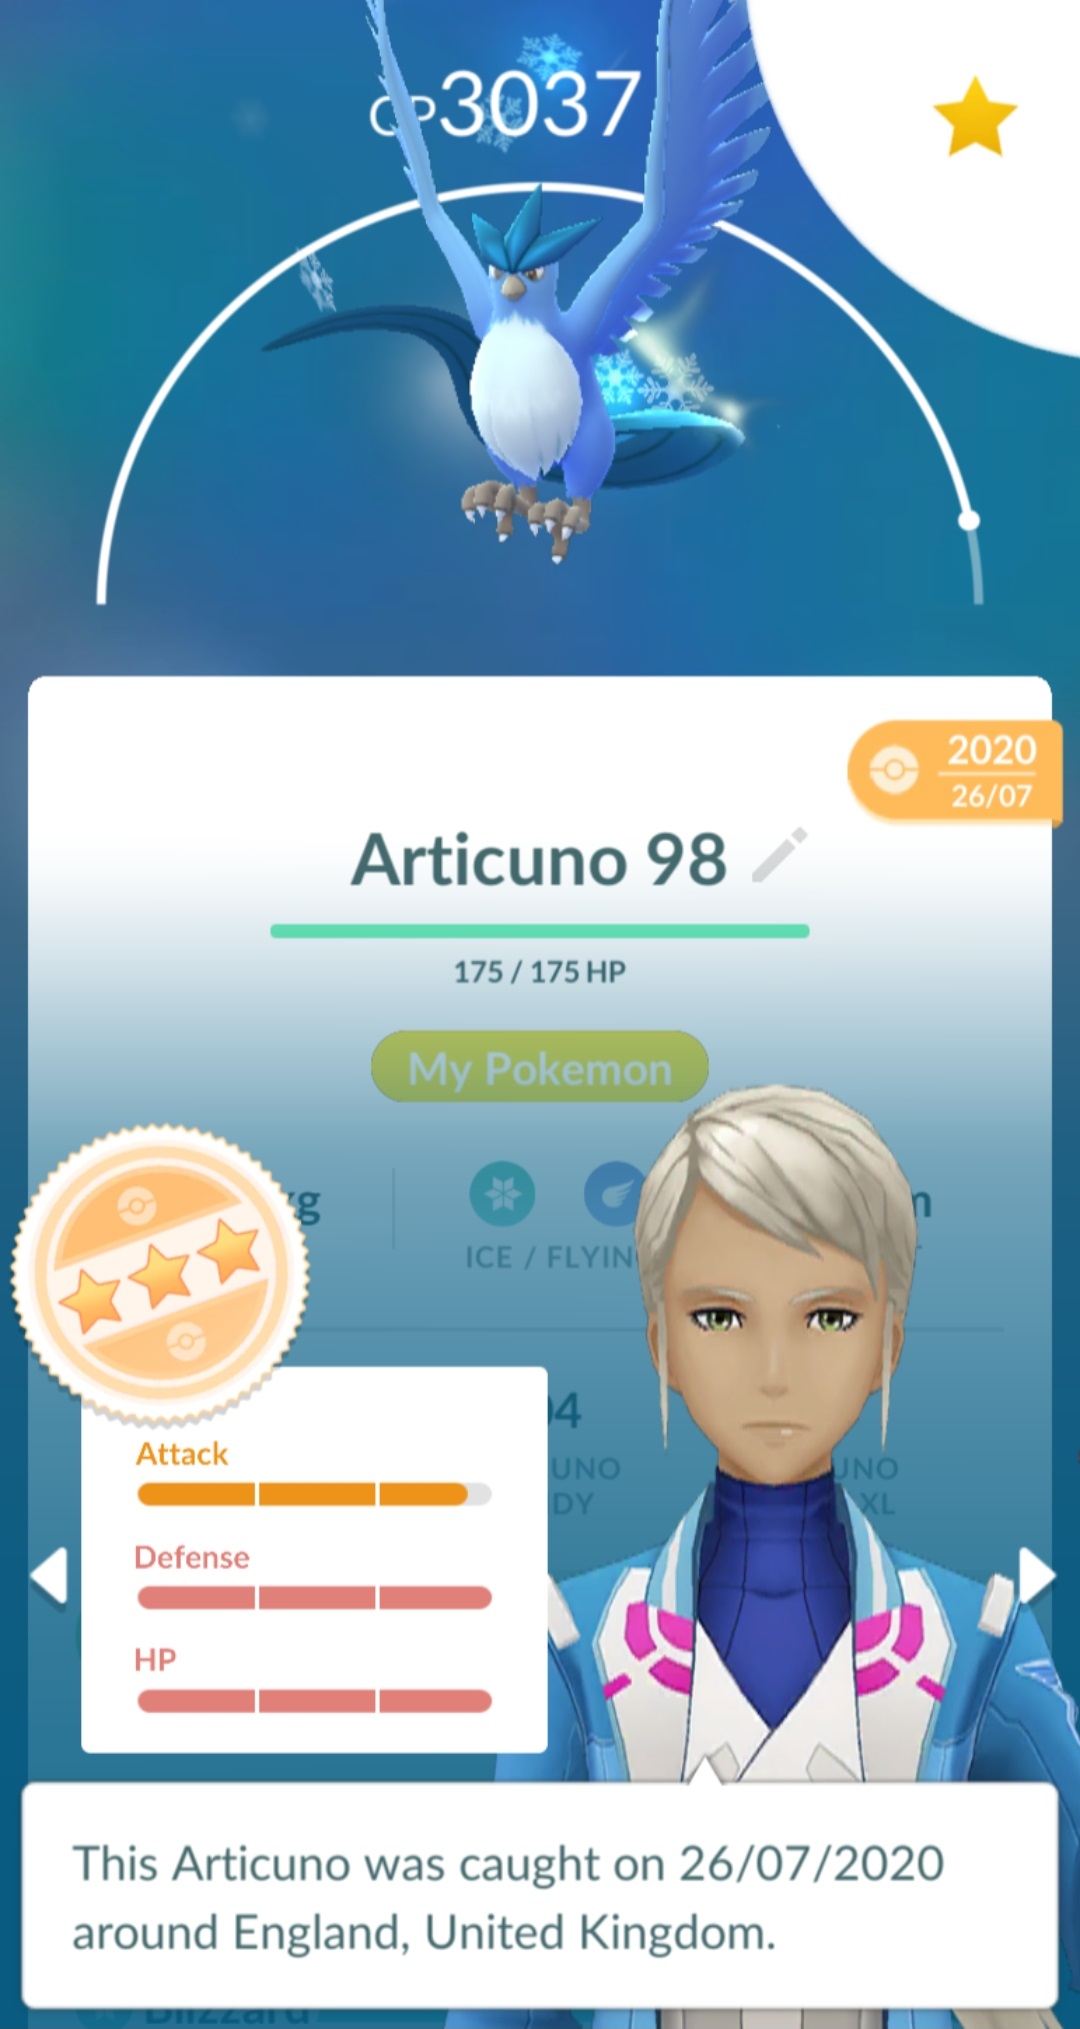 CP3037
2020
26/07
Articuno 98
175 / 175 HP
My Pokemon
ICE / FLYIN
Attack
Defense
HP
UNO
UNO
DY
XL
This Articuno was caught on 26/07/2020
around England, United Kingdom.
Blizzard